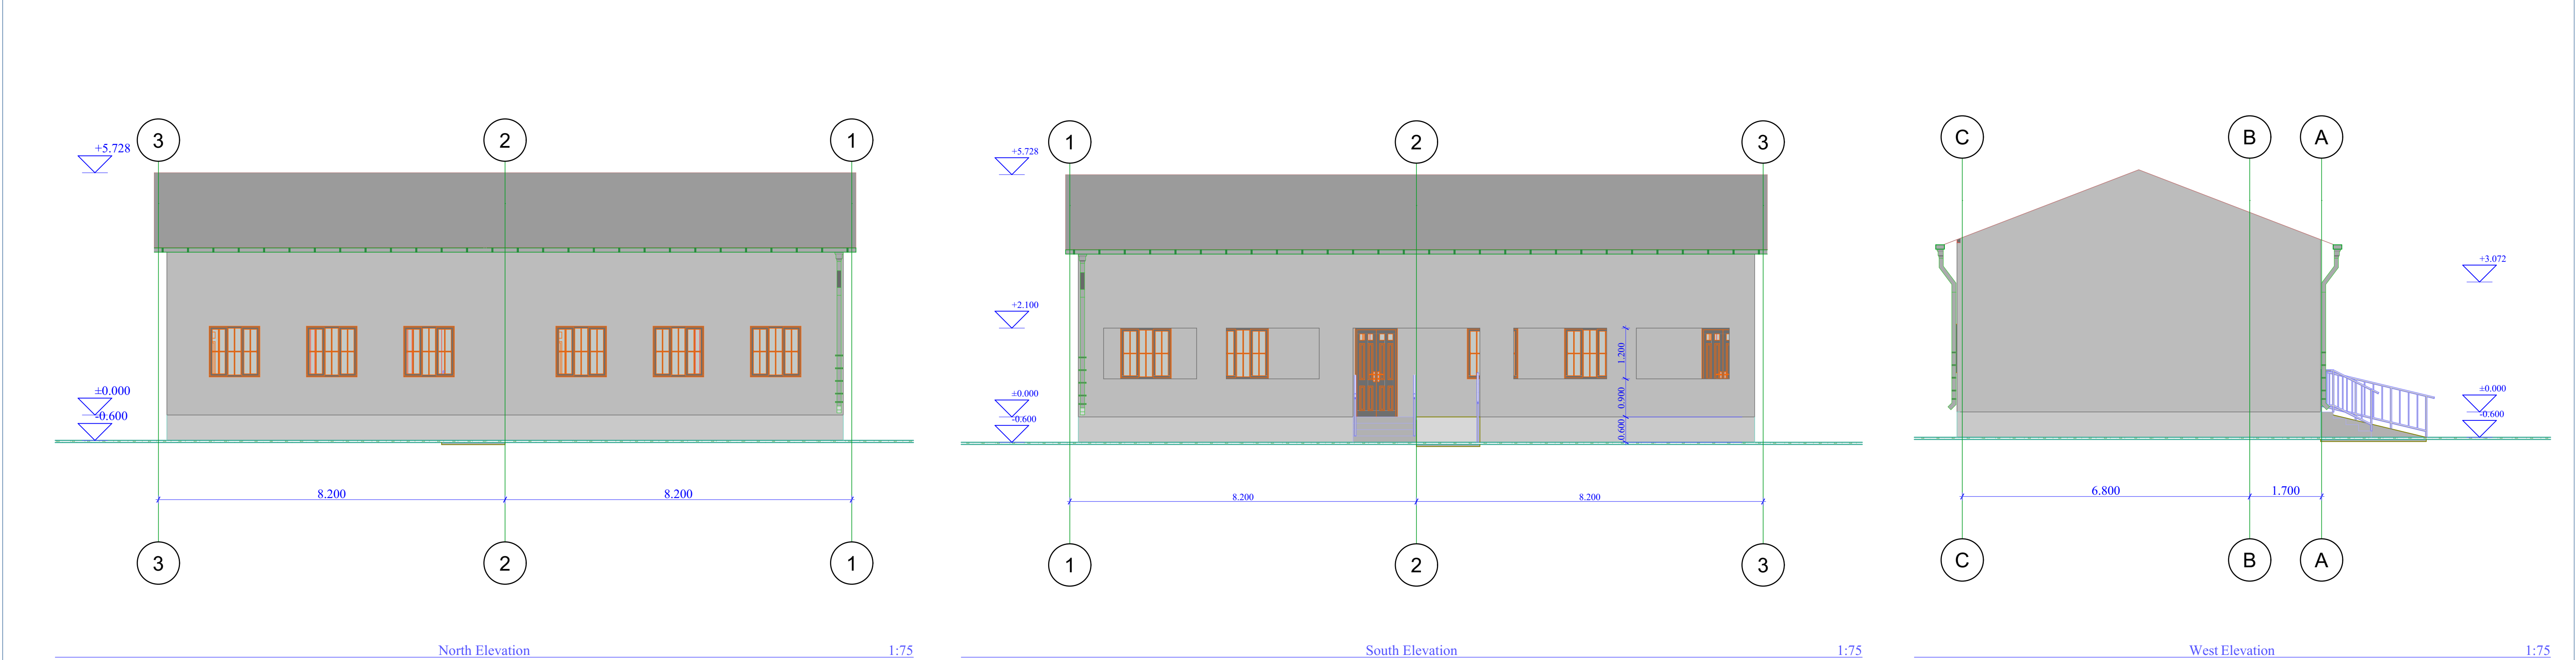 3 2 1
+5.728
±0.000
-0.600
8.200 8.200
3 2 1
North Elevation 1:75
1 2 3
+5.728
+2.100
1.200
±0.000
0.900
-0.600
0.600
8.200 8.200
1 2 3
South Elevation 1:75
C B A
+3.072
±0.000
-0.600
6.800 1.700
C B A
West Elevation 1:75